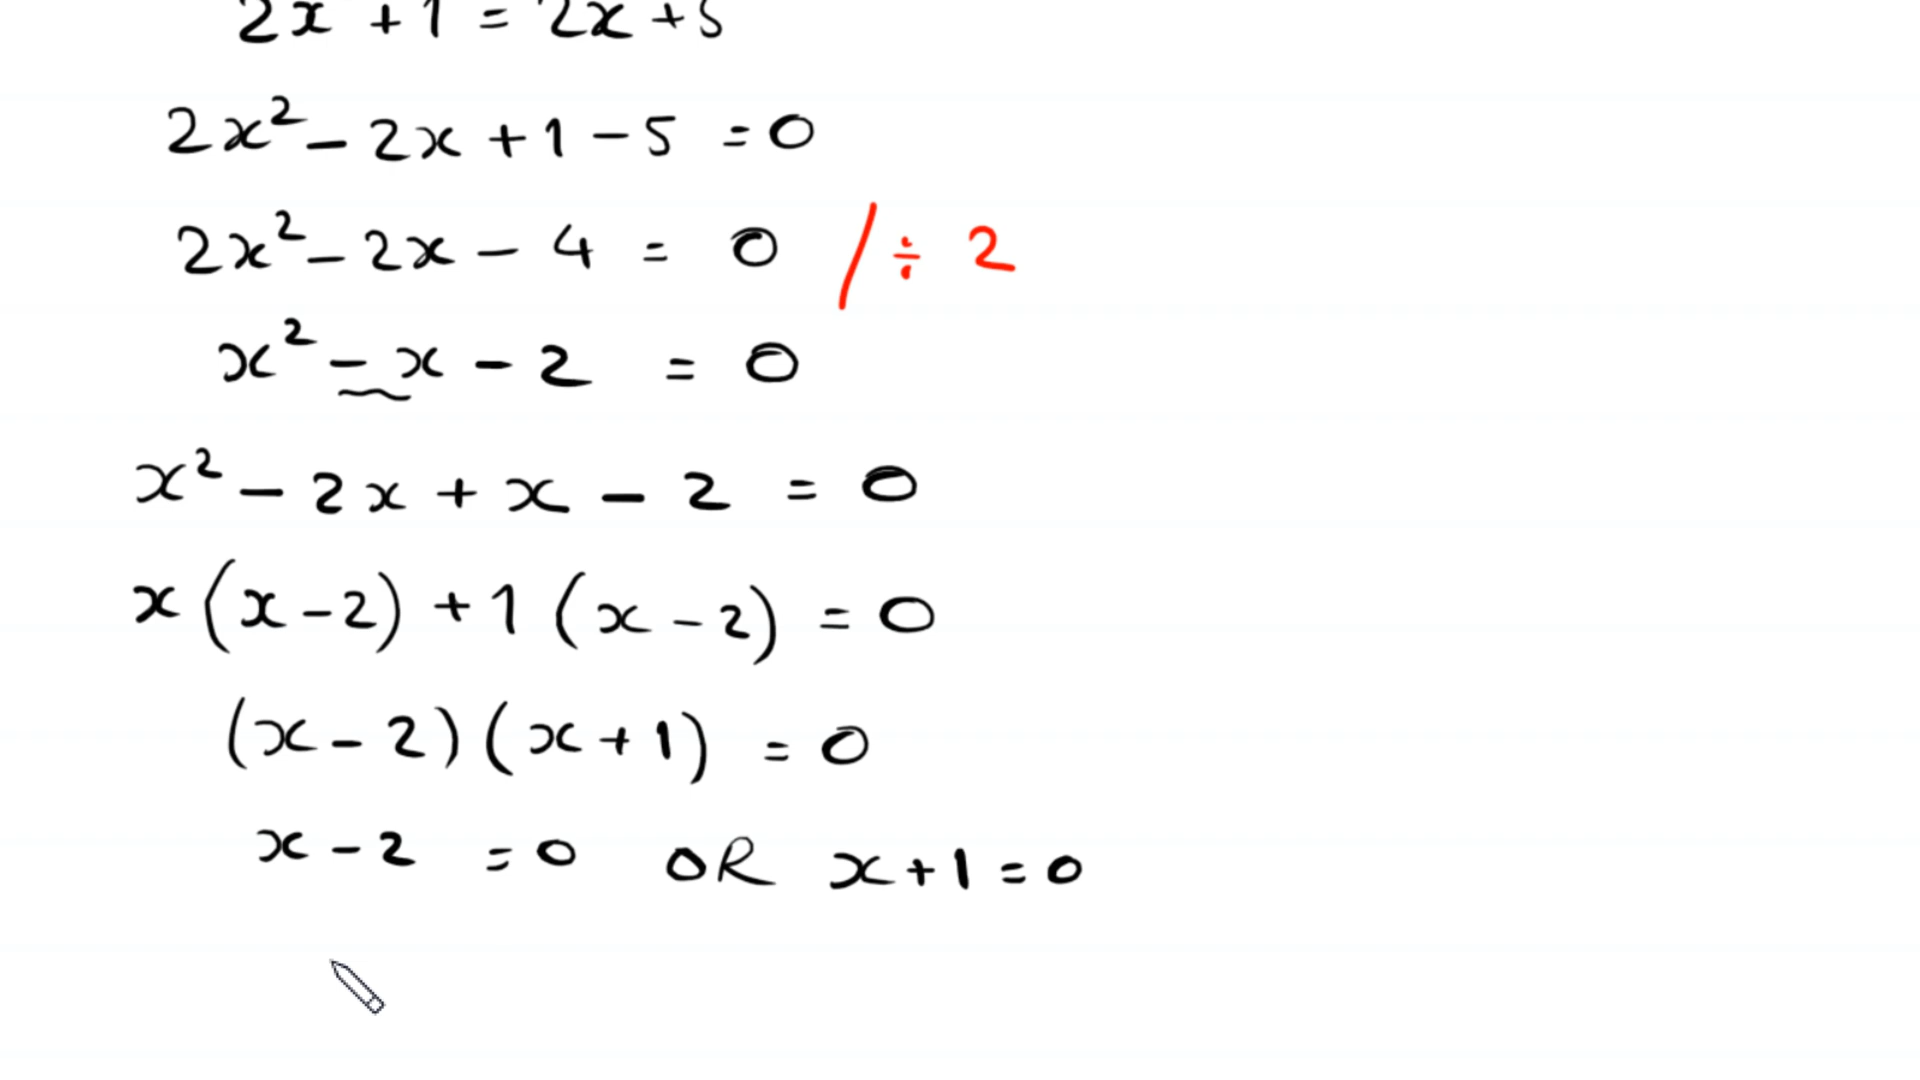 2x + 1 = 2x + 5
2x² - 2x + 1 - 5 = 0
2x² - 2x - 4 = 0 / ÷ 2
x² - x - 2 = 0
x² - 2x + x - 2 = 0
x(x-2) + 1(x-2) = 0
(x-2)(x+1) = 0
x - 2 = 0 OR x + 1 = 0